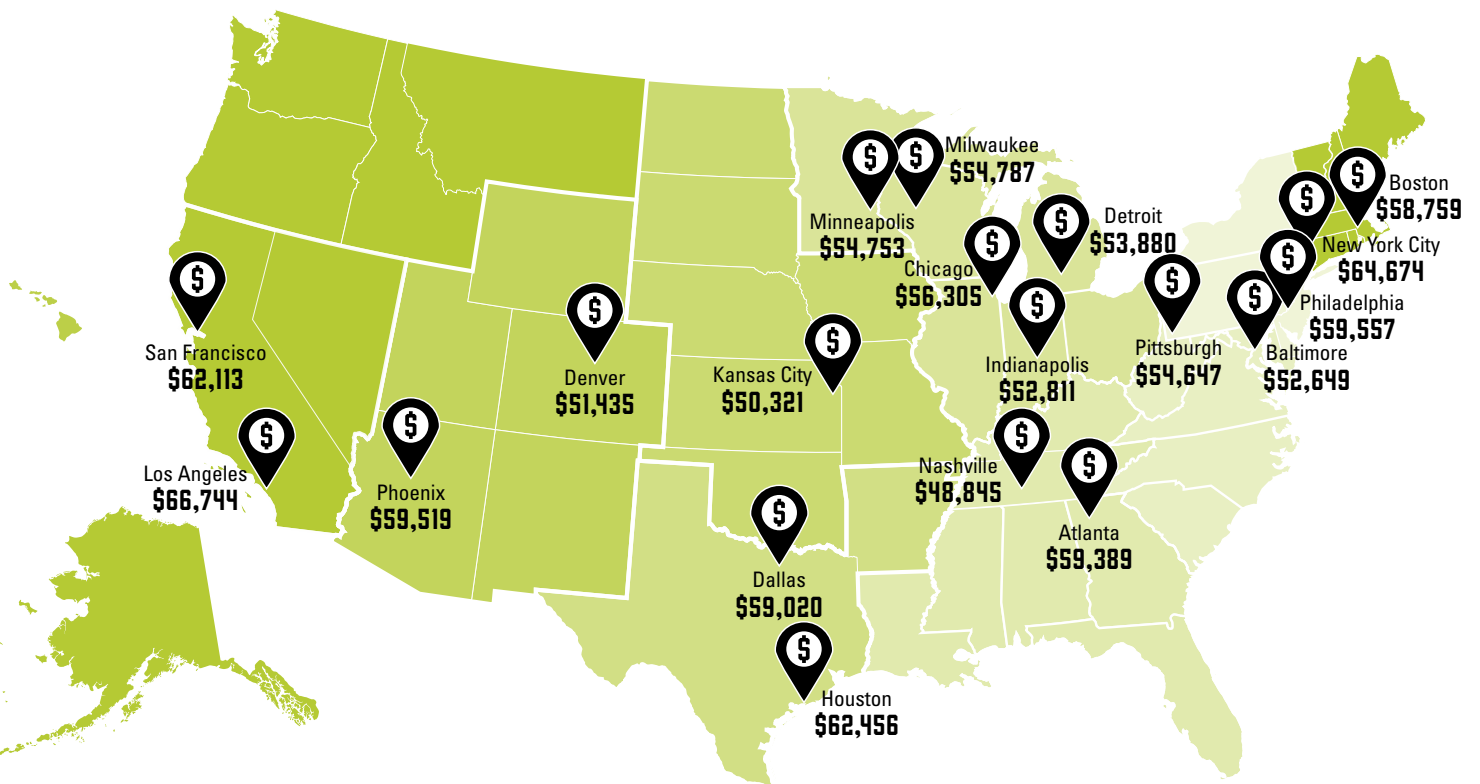 $
$
Milwaukee
$54,787
Minneapolis
$54,753
$
Detroit
$53,880
$
Boston
$58,759
$
New York City
$64,674
$
Chicago
$56,305
$
Philadelphia
$59,557
$
San Francisco
$62,113
$
Pittsburgh
$54,647
$
Baltimore
$52,649
$
Indianapolis
$52,811
$
Denver
$51,435
$
Kansas City
$50,321
$
Los Angeles
$66,744
$
Phoenix
$59,519
$
Nashville
$48,845
$
Atlanta
$59,389
$
Dallas
$59,020
$
Houston
$62,456